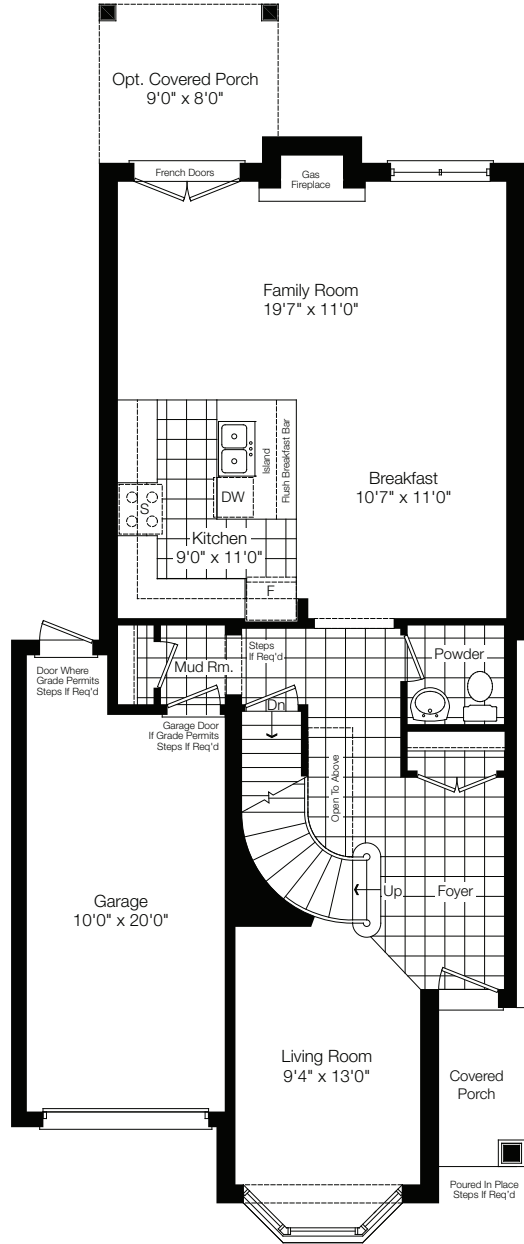 Opt. Covered Porch
9'0" x 8'0"
French Doors
Gas
Fireplace
Family Room
19'7" x 11'0"
Island
Flush Breakfast Bar
DW
S
Kitchen
9'0" x 11'0"
F
Breakfast
10'7" x 11'0"
Door Where
Grade Permits
Steps If Req'd
Mud Rm.
Steps
If Req'd
Powder
Garage Door
If Grade Permits
Steps If Req'd
Dn
Open To Above
Up
Foyer
Garage
10'0" x 20'0"
Living Room
9'4" x 13'0"
Covered
Porch
Poured In Place
Steps If Req'd